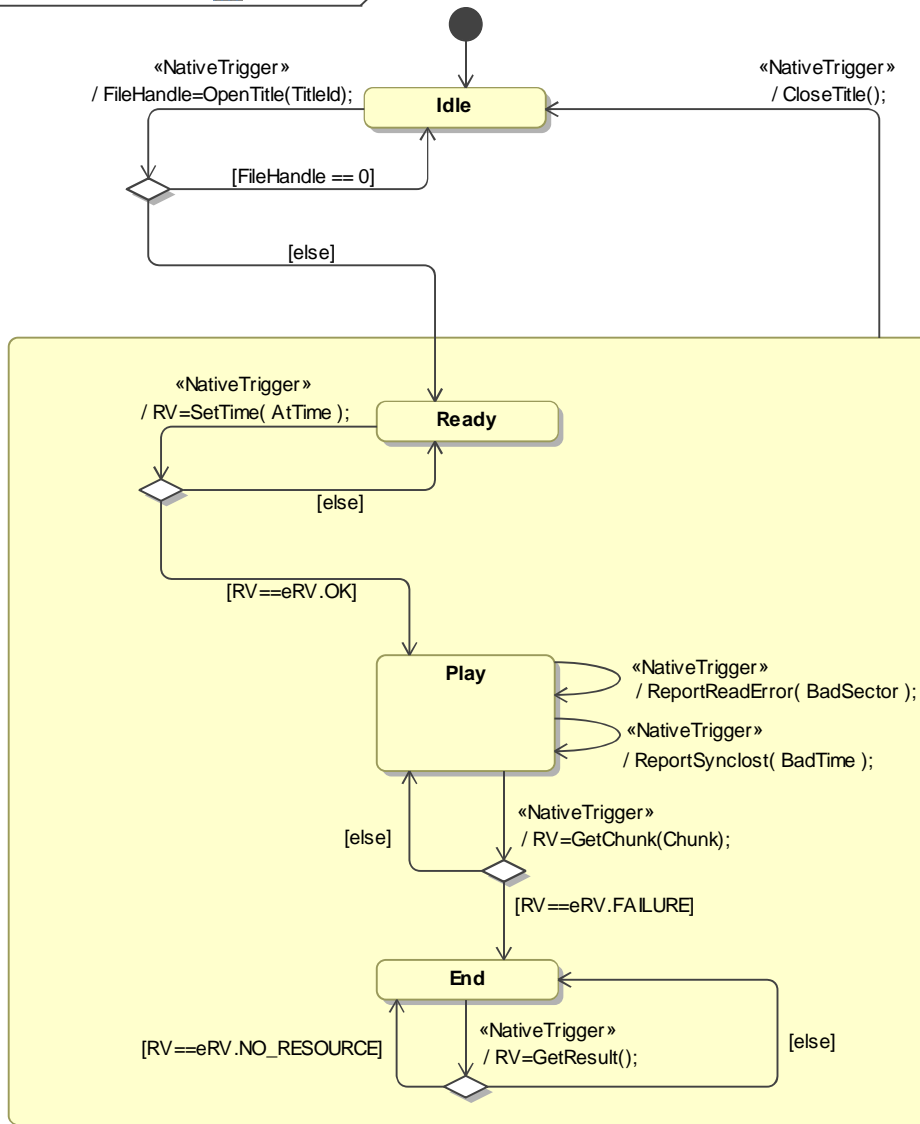 «NativeTrigger»
/ FileHandle=OpenTitle(TitleId);
«NativeTrigger»
/ CloseTitle();
Idle
[FileHandle == 0]
[else]
«NativeTrigger»
/ RV=SetTime( AtTime );
Ready
[else]
[RV==eRV.OK]
Play
«NativeTrigger»
/ ReportReadError( BadSector );
«NativeTrigger»
/ ReportSynclost( BadTime );
«NativeTrigger»
/ RV=GetChunk(Chunk);
[else]
[RV==eRV.FAILURE]
End
«NativeTrigger»
/ RV=GetResult();
[RV==eRV.NO_RESOURCE]
[else]